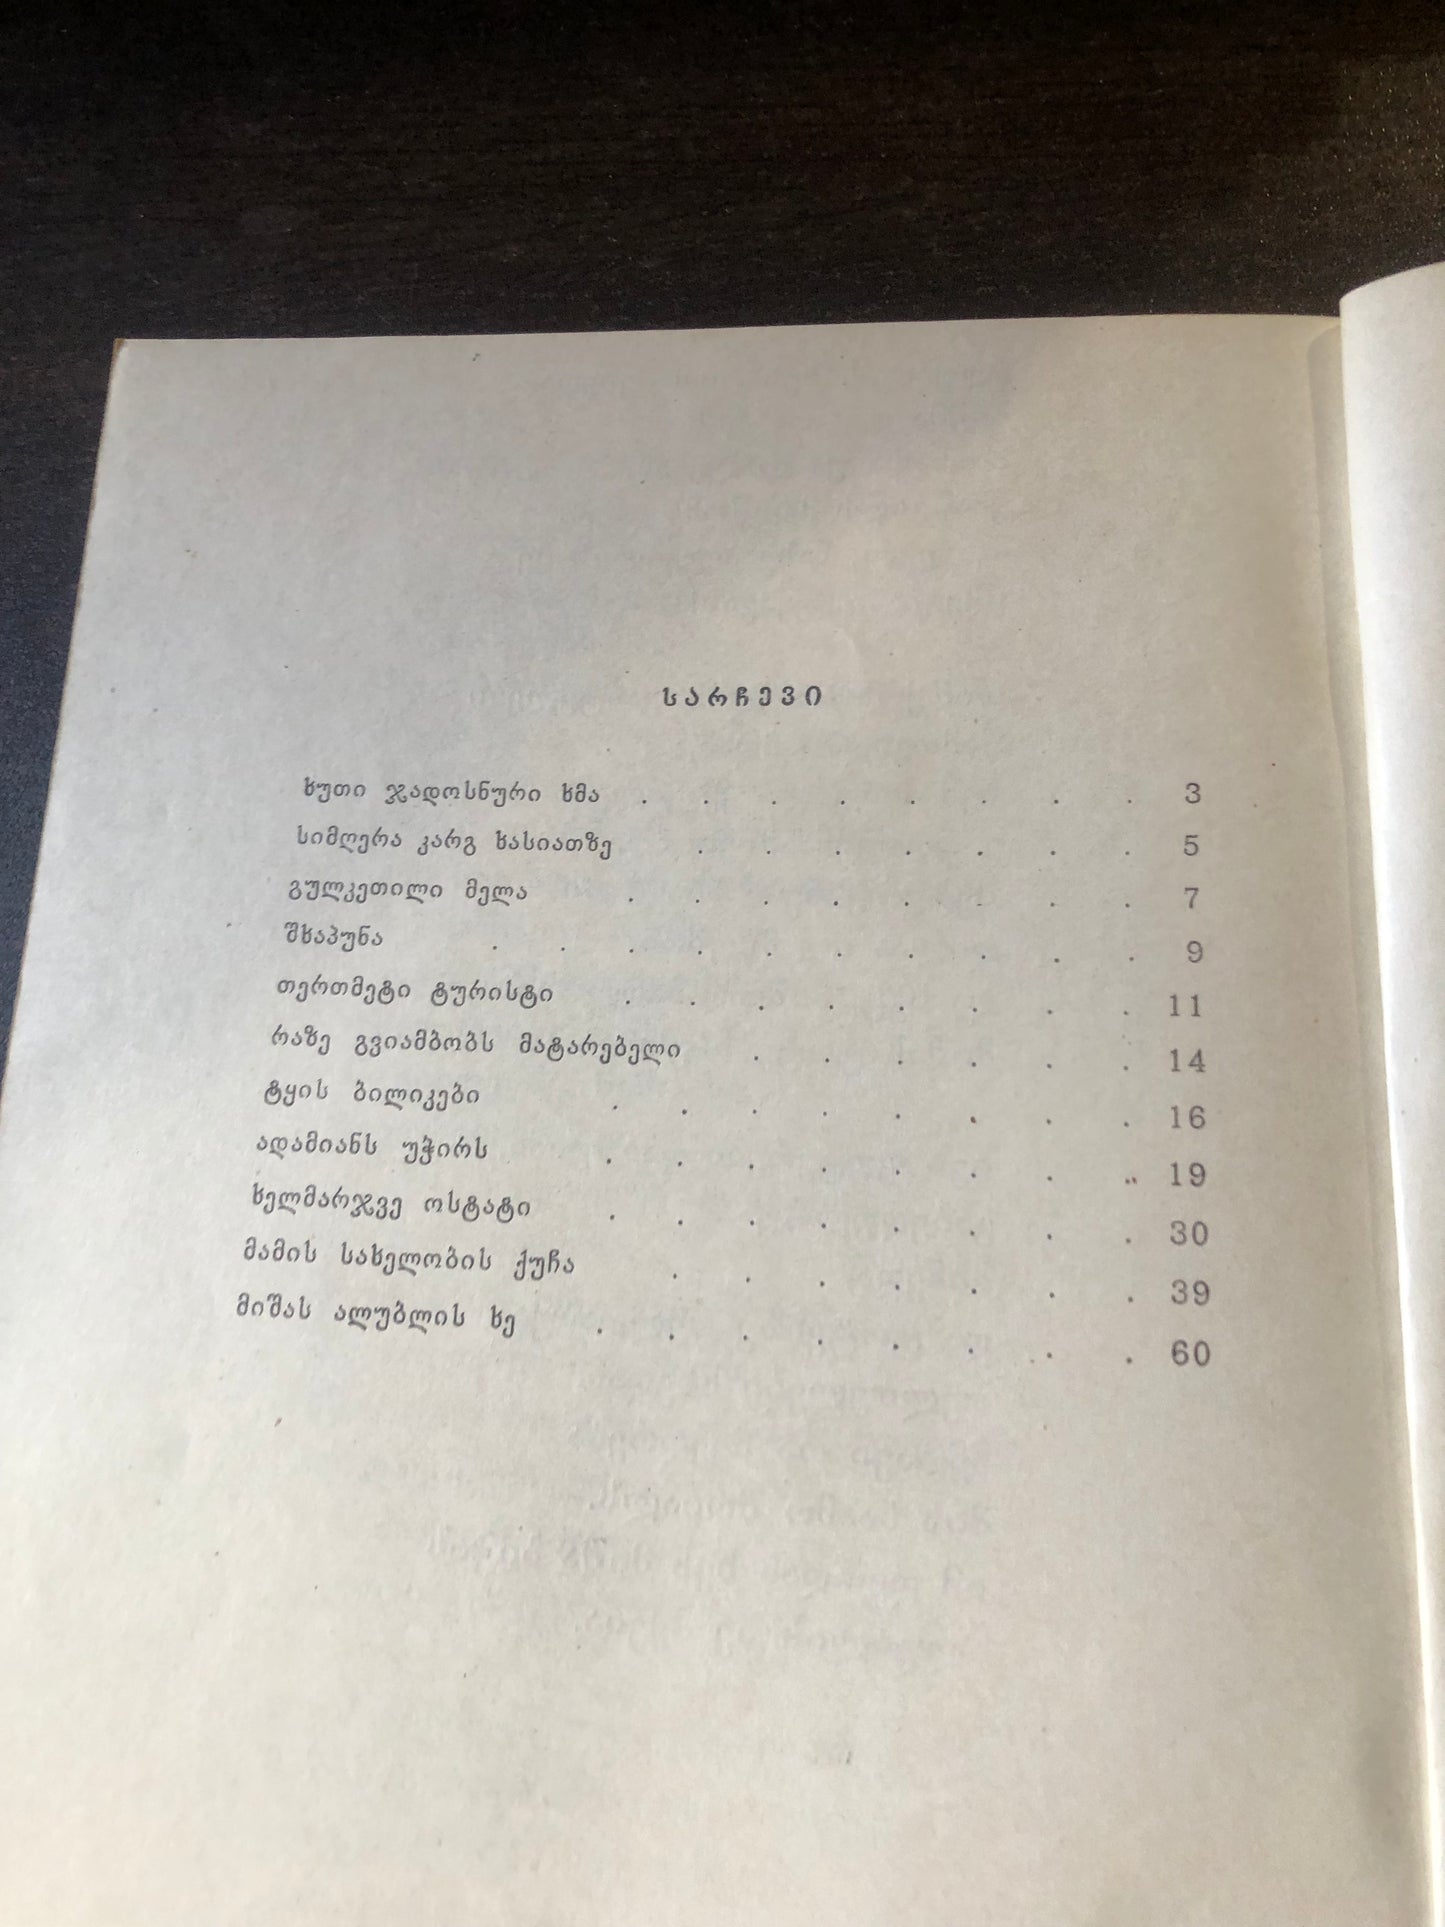 სარჩევი
ხუთი ჯადოსნური ხმა . . . . . . . . 3
სიმღერა კარგ ხასიათზე . . . . . . . 5
გულკეთილი მელა . . . . . . . . 7
შხაპუნა . . . . . . . . . . 9
თერთმეტი ტურისტი . . . . . . . . 11
რაზე გვიამბობს მატარებელი . . . . . . 14
ტყის ბილიკები . . . . . . . . 16
ადამიანს უჭირს . . . . . . . . 19
ხელმარჯვე ოსტატი . . . . . . . . 30
მამის სახელობის ქუჩა . . . . . . . 39
მიშას ალუბლის ხე . . . . . . . . 60